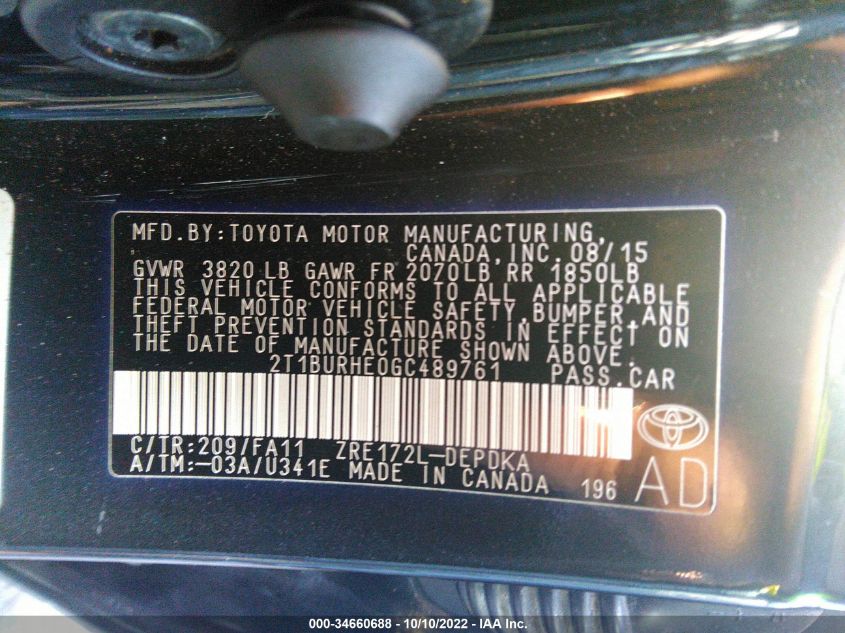 MFD.BY:TOYOTA MOTOR MANUFACTURING,
CANADA,INC. 08/15
GVWR 3820 LB GAWR FR 2070LB RR 1850LB
THIS VEHICLE CONFORMS TO ALL APPLICABLE
FEDERAL MOTOR VEHICLE SAFETY,BUMPER,AND
THEFT PREVENTION STANDARDS IN EFFECT ON
THE DATE OF MANUFACTURE SHOWN ABOVE.
2T1BURHE0GC489761 PASS.CAR
C/TR:209/FA11 ZRE172L-DEPDKA
A/TM:-03A/U341E MADE IN CANADA 196 AD
000-34660688 - 10/10/2022 - IAA Inc.